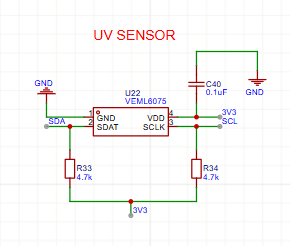 UV SENSOR
C40
0.1uF
GND
GND
U22
VEML6075
SDA
1
GND
VDD
4
3V3
2
SDAT
SCLK
3
SCL
R33
4.7k
R34
4.7k
3V3